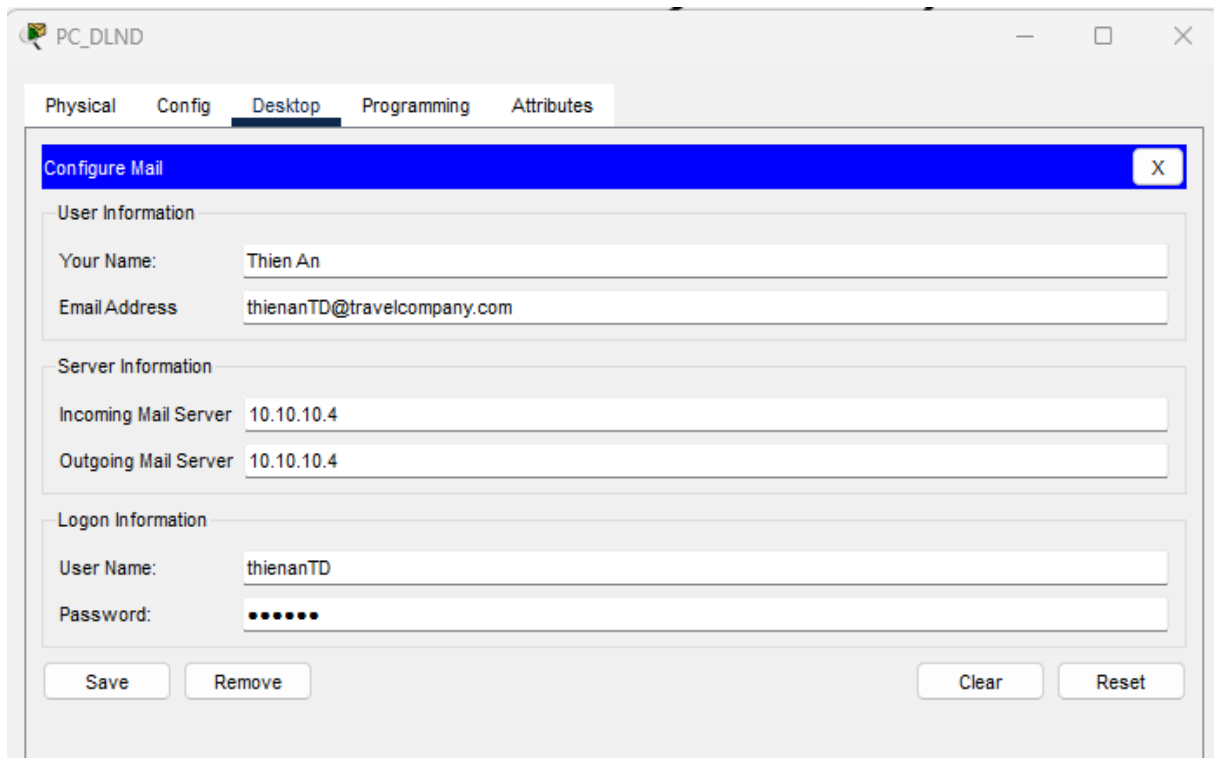 PC_DLND
Physical Config Desktop Programming Attributes
Configure Mail X
User Information
Your Name: Thien An
Email Address thienanTD@travelcompany.com
Server Information
Incoming Mail Server 10.10.10.4
Outgoing Mail Server 10.10.10.4
Logon Information
User Name: thienanTD
Password: ••••••
Save Remove Clear Reset